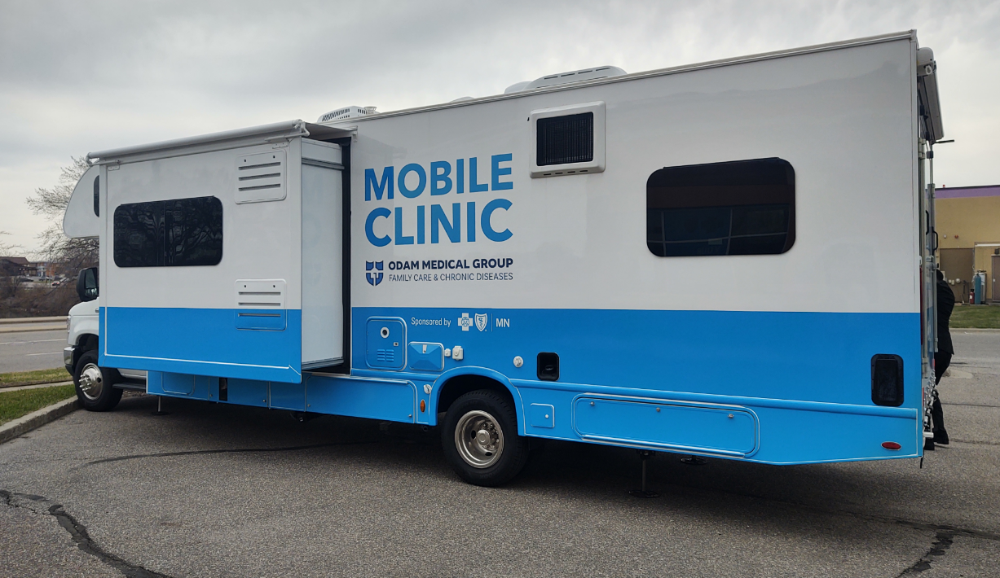 MOBILE
CLINIC
ODAM MEDICAL GROUP
FAMILY CARE & CHRONIC DISEASES
Sponsored by MN